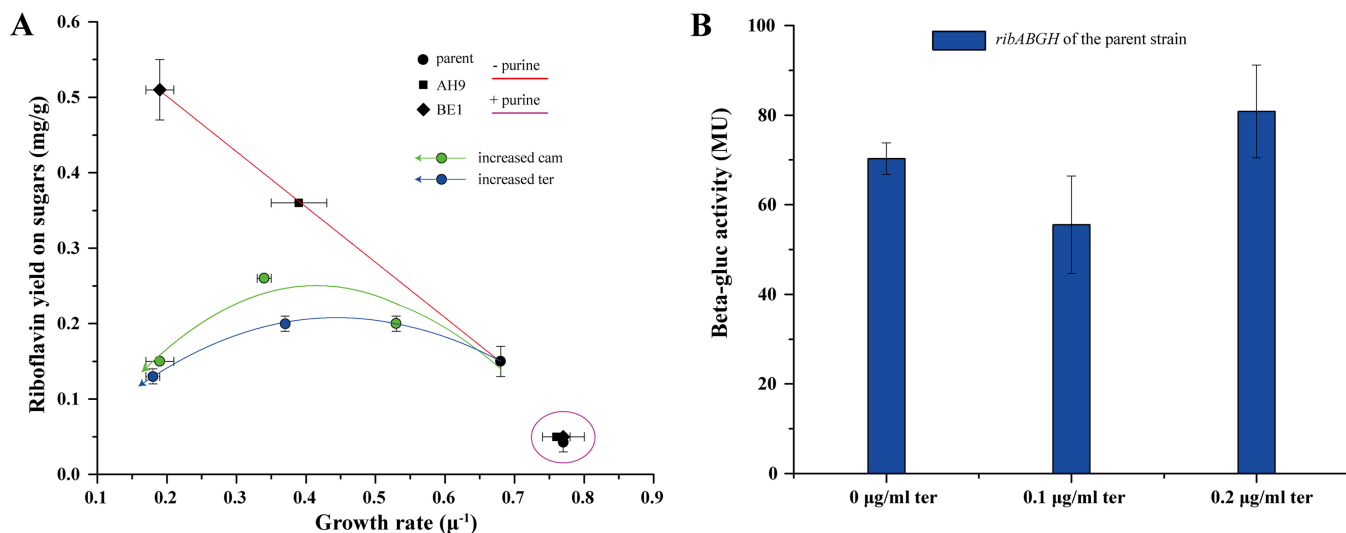 A
Riboflavin yield on sugars (mg/g)
0.6
0.5
0.4
0.3
0.2
0.1
0.0
parent
AH9
BE1
- purine
+ purine
increased cam
increased ter
0.1 0.2 0.3 0.4 0.5 0.6 0.7 0.8 0.9
Growth rate (µ⁻¹)
B
Beta-gluc activity (MU)
100
80
60
40
20
0
ribABGH of the parent strain
0 µg/ml ter 0.1 µg/ml ter 0.2 µg/ml ter